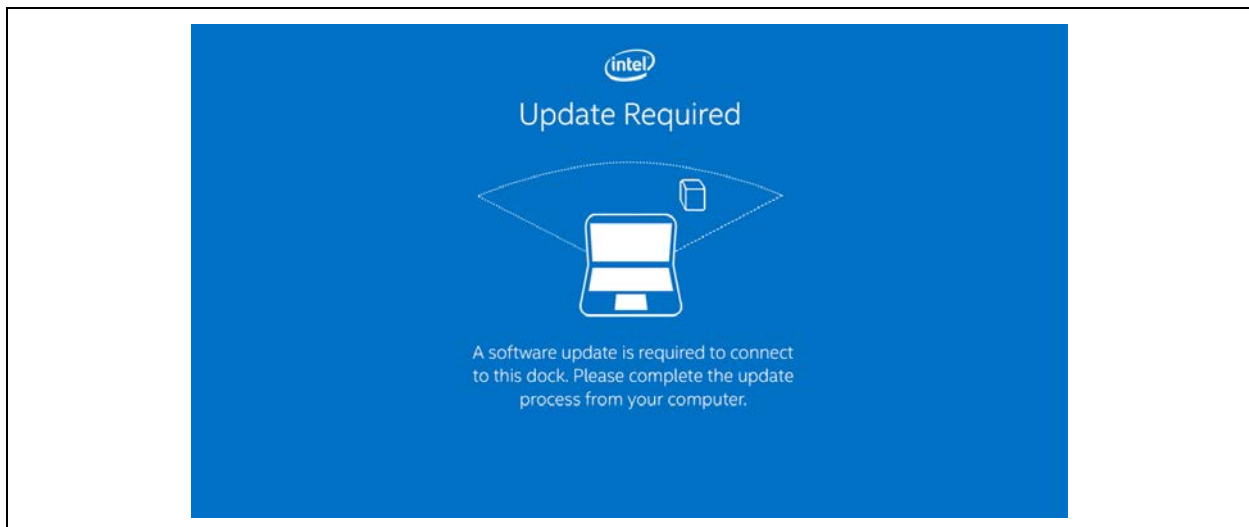 intel
Update Required
A software update is required to connect
to this dock. Please complete the update
process from your computer.